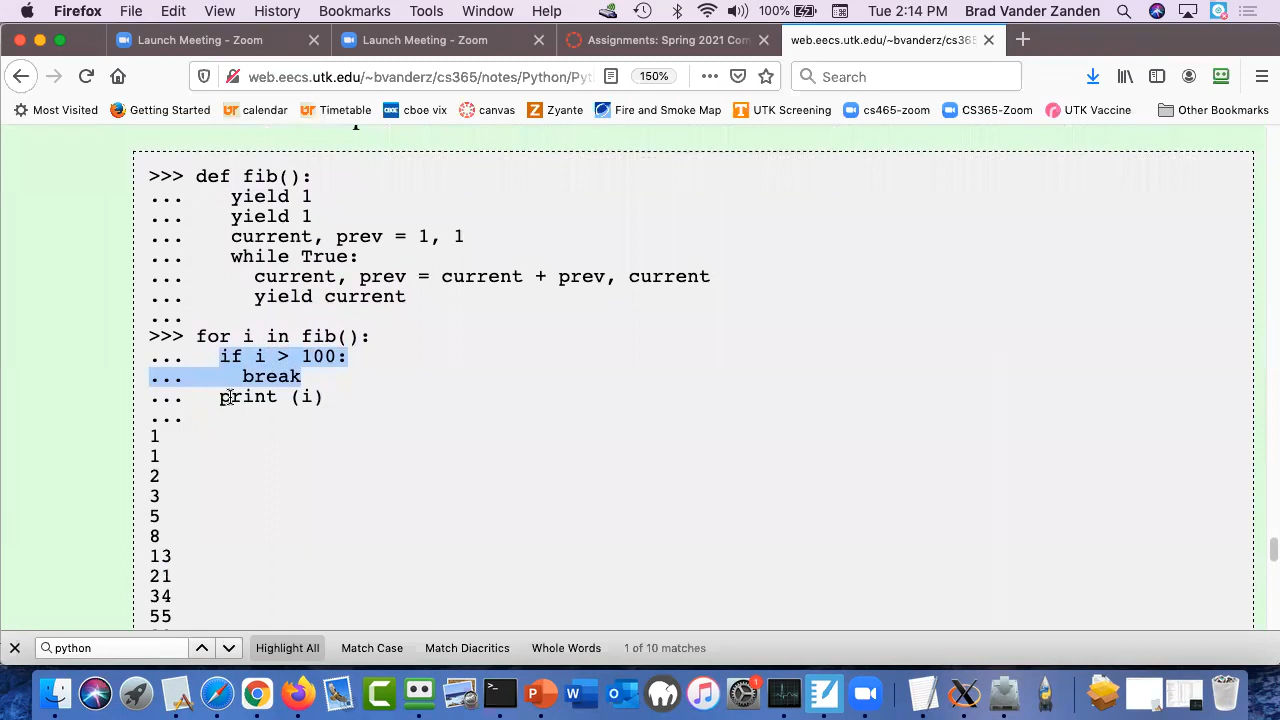 Firefox File Edit View History Bookmarks Tools Window Help 100% Tue 2:14 PM Brad Vander Zanden
Launch Meeting - Zoom Launch Meeting - Zoom Assignments: Spring 2021 Com web.eecs.utk.edu/~bvanderz/cs365
web.eecs.utk.edu/~bvanderz/cs365/notes/Python/Pyt 150% Search
Most Visited Getting Started calendar Timetable cboe vix canvas Zyante Fire and Smoke Map UTK Screening cs465-zoom CS365-Zoom UTK Vaccine Other Bookmarks
>>> def fib():
... yield 1
... yield 1
... current, prev = 1, 1
... while True:
... current, prev = current + prev, current
... yield current
...
>>> for i in fib():
... if i > 100:
... break
... print (i)
...
1
1
2
3
5
8
13
21
34
55
python Highlight All Match Case Match Diacritics Whole Words 1 of 10 matches